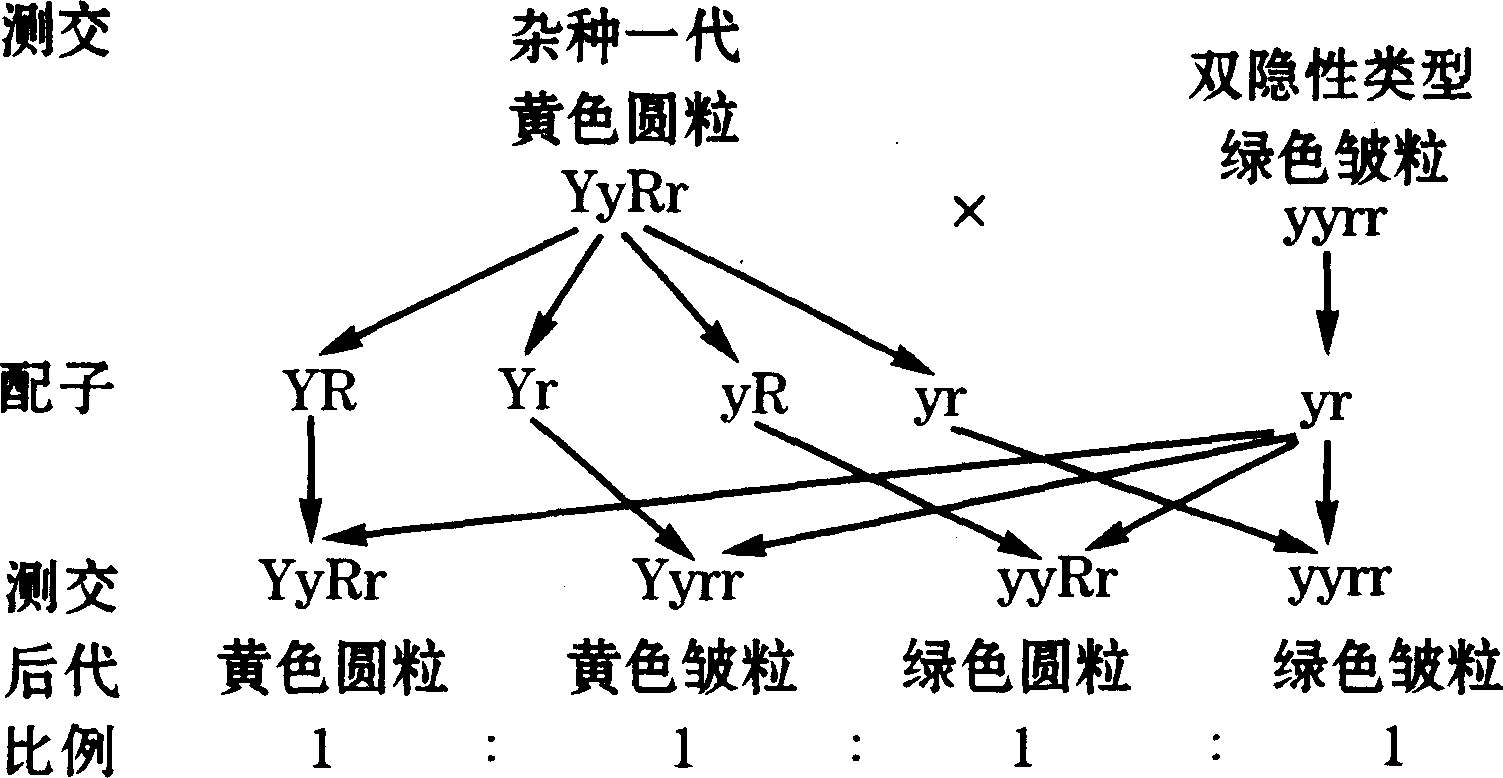 测交 杂种一代 双隐性类型
黄色圆粒 绿色皱粒
YyRr × yyrr
配子 YR Yr yR yr yr
测交 YyRr Yyrr yyRr yyrr
后代 黄色圆粒 黄色皱粒 绿色圆粒 绿色皱粒
比例 1 : 1 : 1 : 1